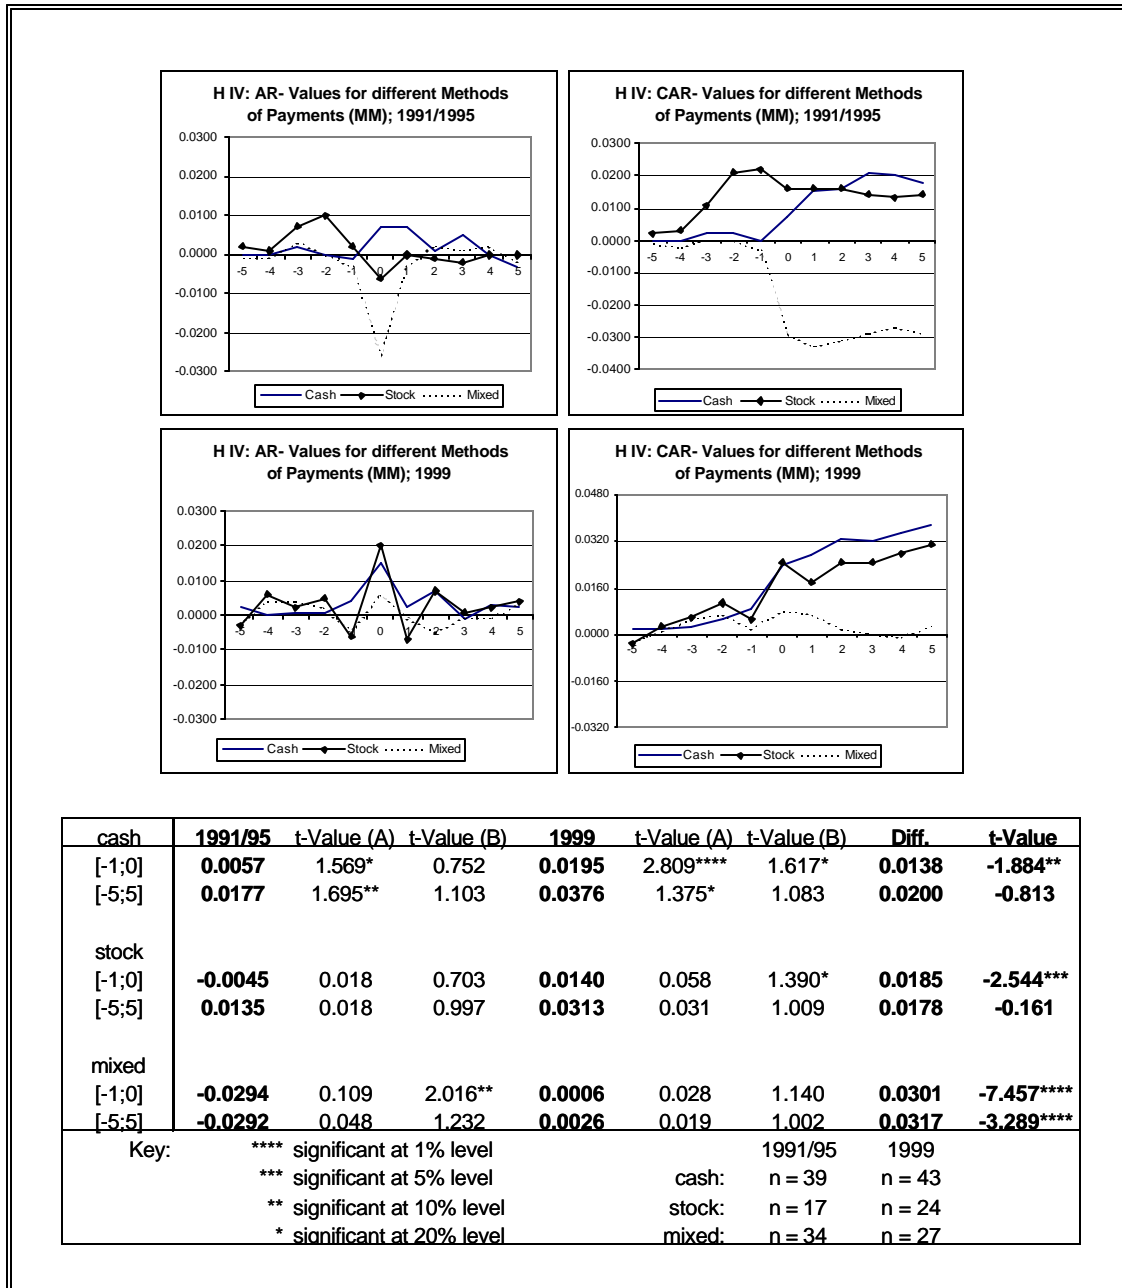 H IV: AR- Values for different Methods
of Payments (MM); 1991/1995
0.0300
0.0200
0.0100
0.0000
-0.0100
-0.0200
-0.0300
-5 -4 -3 -2 -1 0 1 2 3 4 5
Cash Stock Mixed
H IV: CAR- Values for different Methods
of Payments (MM); 1991/1995
0.0300
0.0200
0.0100
0.0000
-0.0100
-0.0200
-0.0300
-0.0400
-5 -4 -3 -2 -1 0 1 2 3 4 5
Cash Stock Mixed
H IV: AR- Values for different Methods
of Payments (MM); 1999
0.0300
0.0200
0.0100
0.0000
-0.0100
-0.0200
-0.0300
-5 -4 -3 -2 -1 0 1 2 3 4 5
Cash Stock Mixed
H IV: CAR- Values for different Methods
of Payments (MM); 1999
0.0480
0.0320
0.0160
0.0000
-0.0160
-0.0320
-5 -4 -3 -2 -1 0 1 2 3 4 5
Cash Stock Mixed
cash 1991/95 t-Value (A) t-Value (B) 1999 t-Value (A) t-Value (B) Diff. t-Value
[-1;0] 0.0057 1.569* 0.752 0.0195 2.809**** 1.617* 0.0138 -1.884**
[-5;5] 0.0177 1.695** 1.103 0.0376 1.375* 1.083 0.0200 -0.813
stock
[-1;0] -0.0045 0.018 0.703 0.0140 0.058 1.390* 0.0185 -2.544***
[-5;5] 0.0135 0.018 0.997 0.0313 0.031 1.009 0.0178 -0.161
mixed
[-1;0] -0.0294 0.109 2.016** 0.0006 0.028 1.140 0.0301 -7.457****
[-5;5] -0.0292 0.048 1.232 0.0026 0.019 1.002 0.0317 -3.289****
Key: **** significant at 1% level 1991/95 1999
*** significant at 5% level cash: n = 39 n = 43
** significant at 10% level stock: n = 17 n = 24
* significant at 20% level mixed: n = 34 n = 27